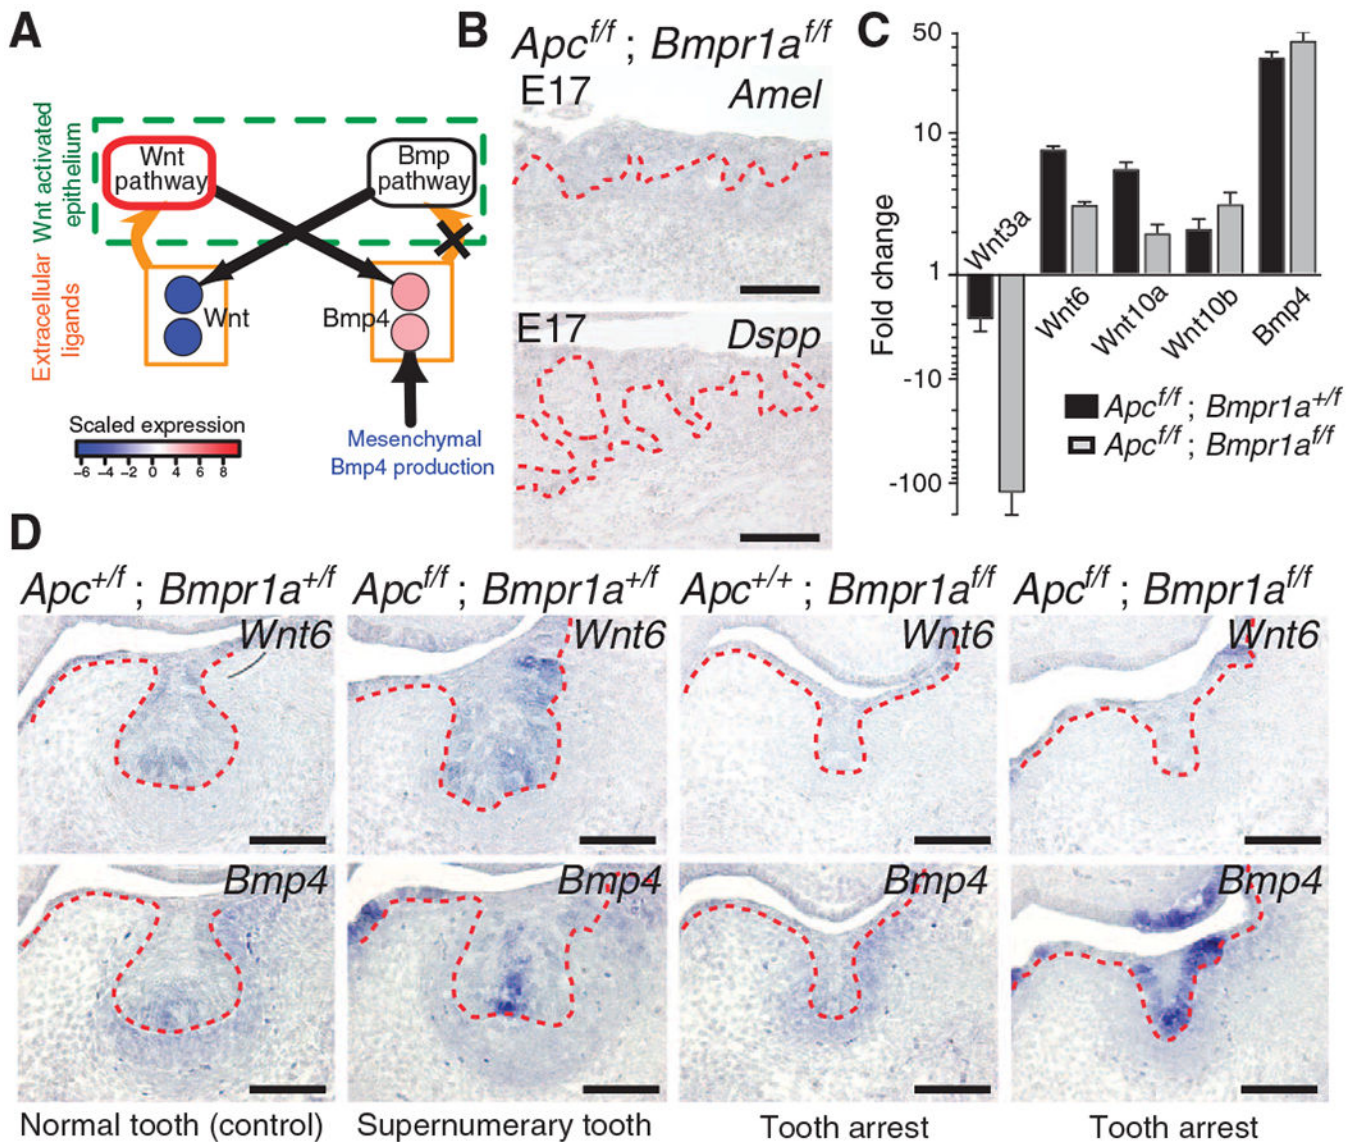 A
Wnt activated
epithelium
Wnt
pathway
Bmp
pathway
Extracellular
ligands
Wnt
Bmp4
Scaled expression
-6 -4 -2 0 4 6 8
Mesenchymal
Bmp4 production
B
Apc f/f ; Bmpr1a f/f
E17
Amel
E17
Dspp
C
Fold change
50
10
1
-10
-100
Wnt3a
Wnt6
Wnt10a
Wnt10b
Bmp4
Apc f/f ; Bmpr1a +/f
Apc f/f ; Bmpr1a f/f
D
Apc +/f ; Bmpr1a +/f
Apc f/f ; Bmpr1a +/f
Apc +/+ ; Bmpr1a f/f
Apc f/f ; Bmpr1a f/f
Wnt6
Wnt6
Wnt6
Wnt6
Bmp4
Bmp4
Bmp4
Bmp4
Normal tooth (control)
Supernumerary tooth
Tooth arrest
Tooth arrest